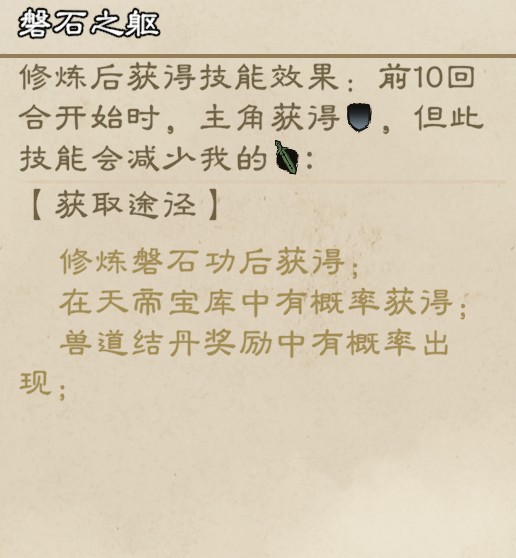 磐石之躯
修炼后获得技能效果：前10回
合开始时，主角获得，但此
技能会减少我的：
【获取途径】
修炼磐石功后获得；
在天帝宝库中有概率获得；
兽道结丹奖励中有概率出
现；